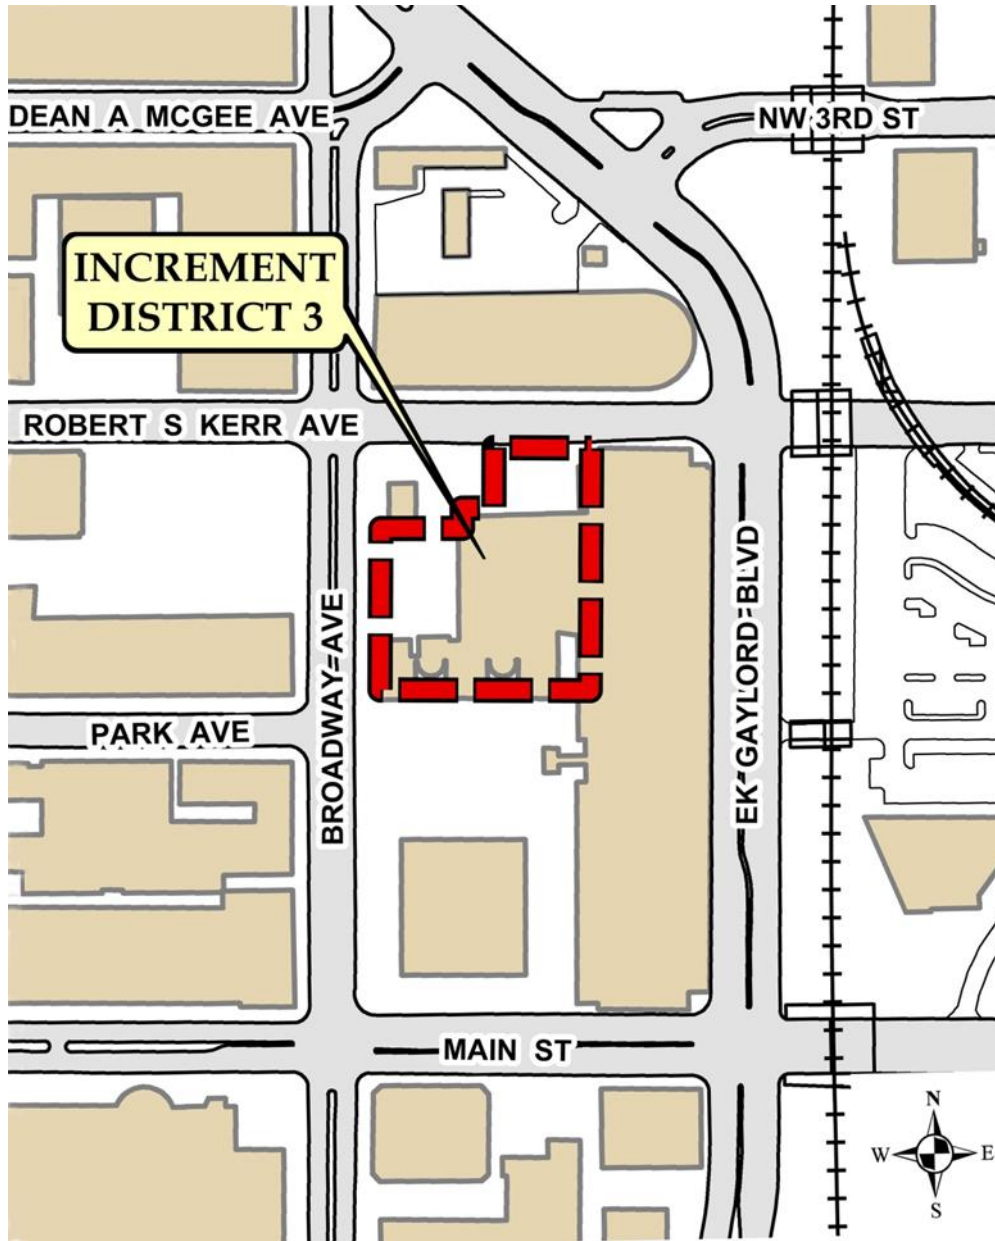 DEAN A MCGEE AVE
NW 3RD ST
INCREMENT
DISTRICT 3
ROBERT S KERR AVE
BROADWAY AVE
EK GAYLORD BLVD
PARK AVE
MAIN ST
N
W
E
S